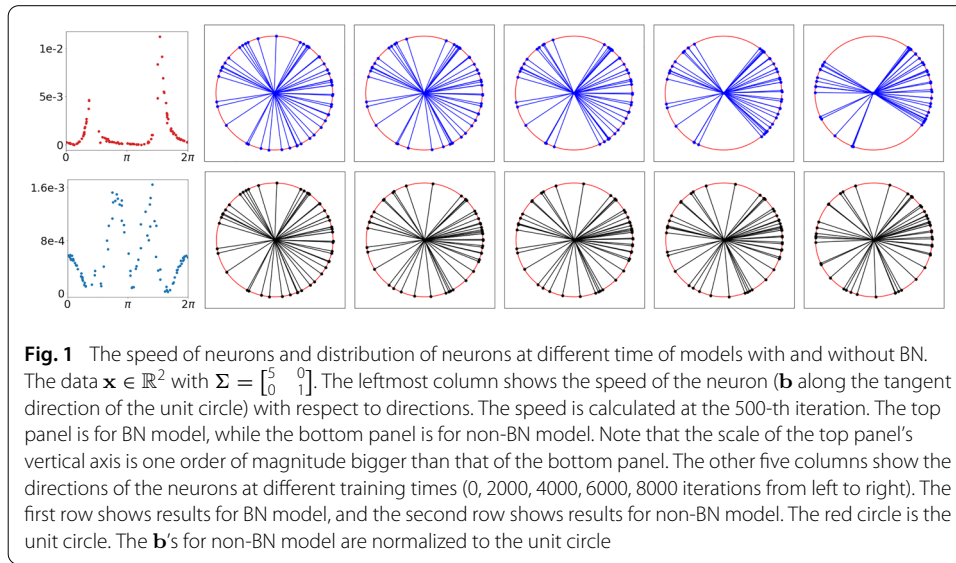 1e-2
5e-3
0
0 π 2π
1.6e-3
8e-4
0
0 π 2π
Fig. 1 The speed of neurons and distribution of neurons at different time of models with and without BN.
The data x ∈ ℝ² with Σ = [5 0
0 1]. The leftmost column shows the speed of the neuron (b along the tangent
direction of the unit circle) with respect to directions. The speed is calculated at the 500-th iteration. The top
panel is for BN model, while the bottom panel is for non-BN model. Note that the scale of the top panel's
vertical axis is one order of magnitude bigger than that of the bottom panel. The other five columns show the
directions of the neurons at different training times (0, 2000, 4000, 6000, 8000 iterations from left to right). The
first row shows results for BN model, and the second row shows results for non-BN model. The red circle is the
unit circle. The b's for non-BN model are normalized to the unit circle